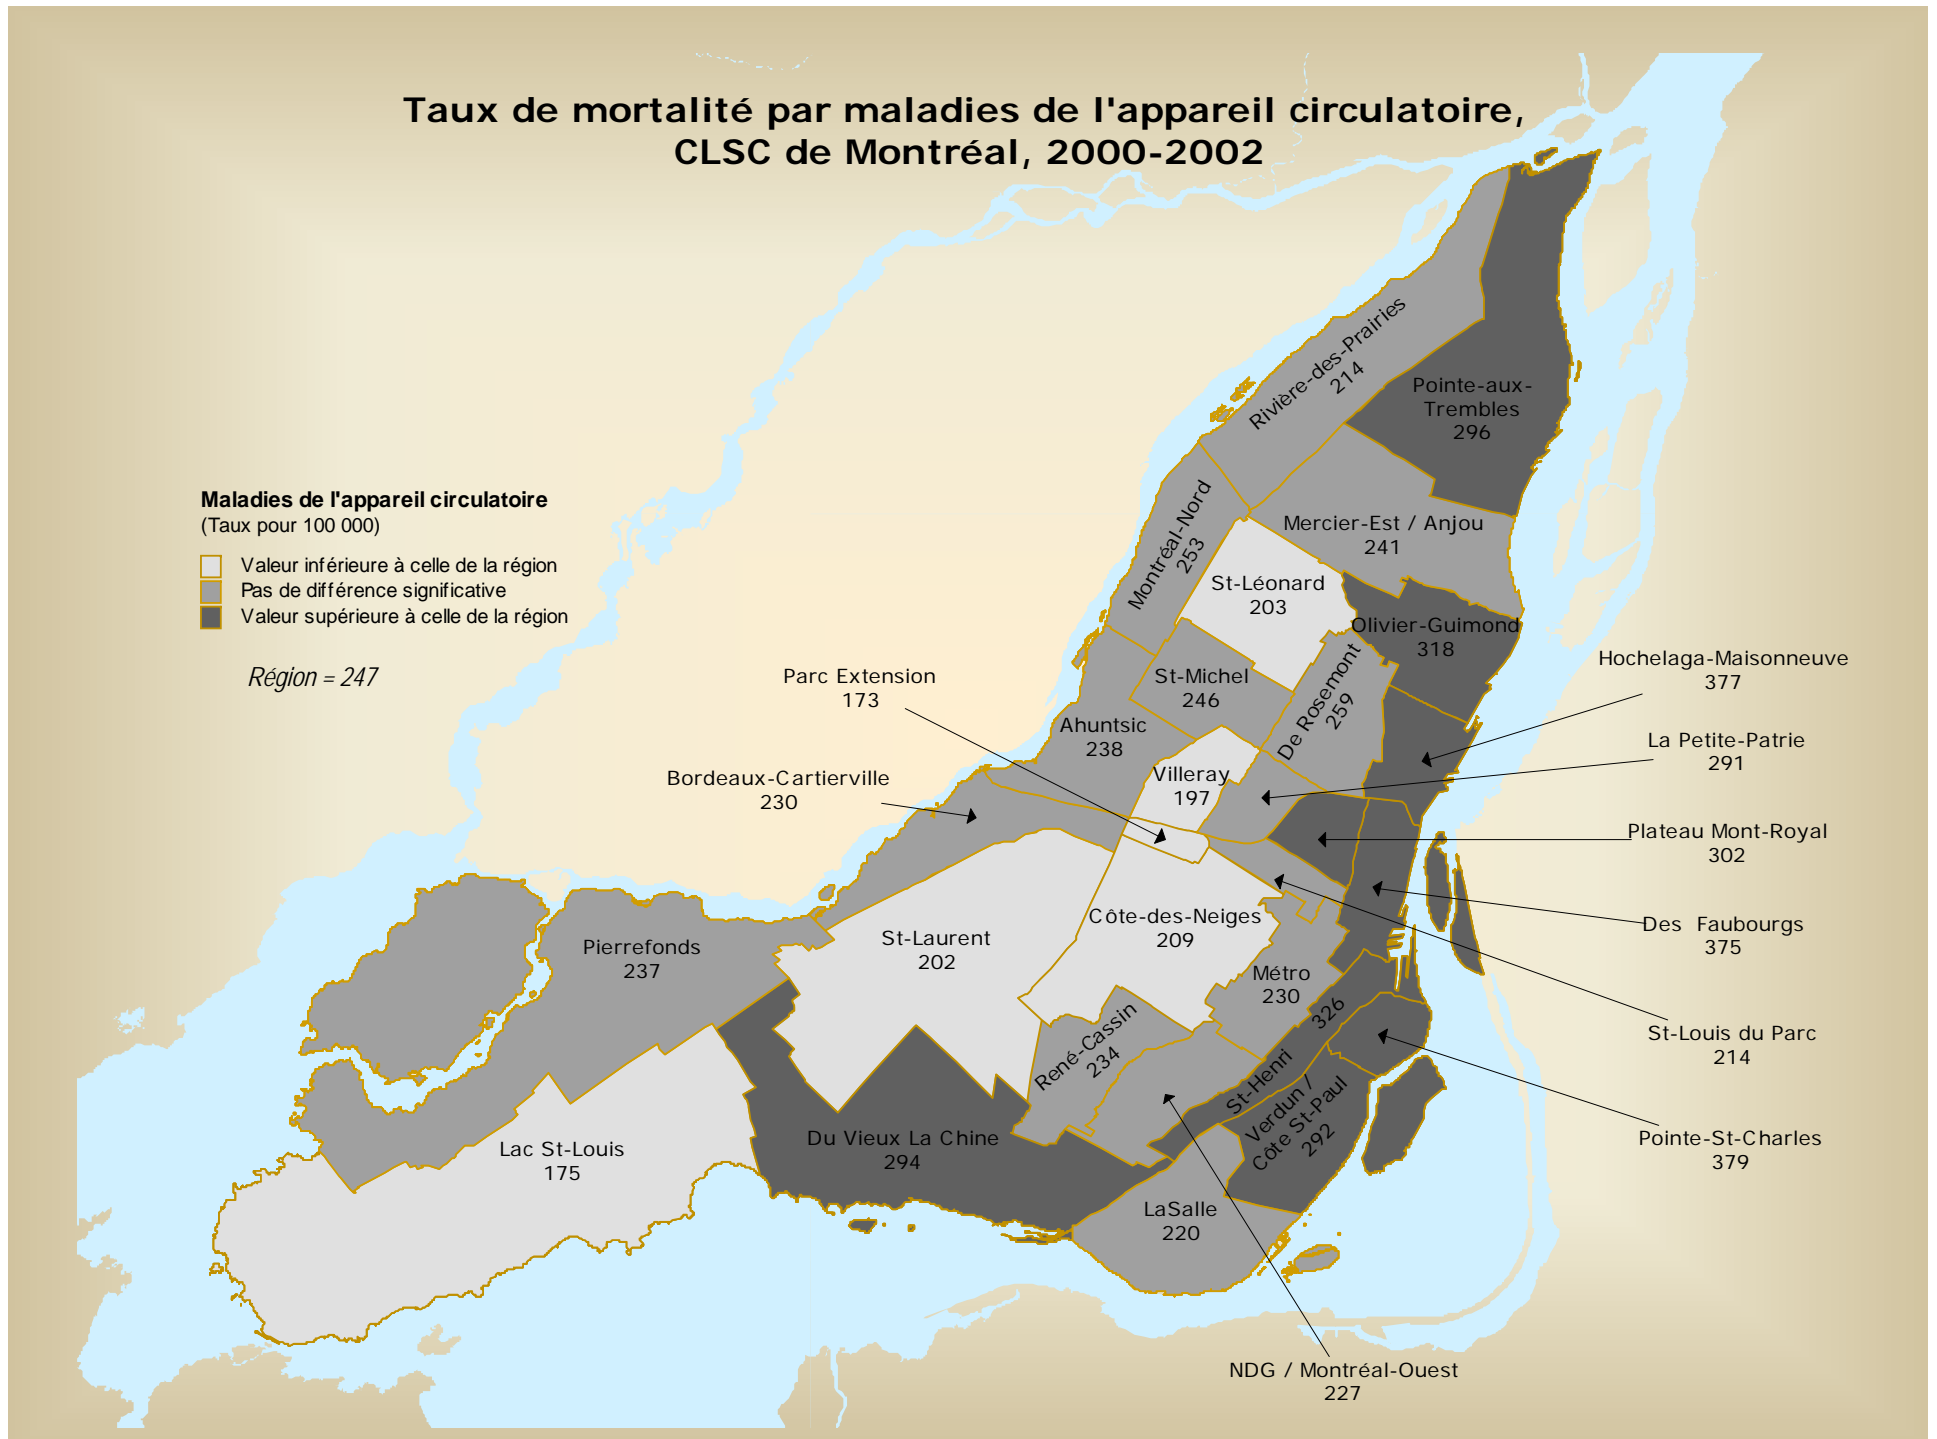 Taux de mortalité par maladies de l'appareil circulatoire,
CLSC de Montréal, 2000-2002
Maladies de l'appareil circulatoire
(Taux pour 100 000)
Valeur inférieure à celle de la région
Pas de différence significative
Valeur supérieure à celle de la région
Région = 247
Rivière-des-Prairies
214
Pointe-aux-
Trembles
296
Montréal-Nord
253
Mercier-Est / Anjou
241
St-Léonard
203
Olivier-Guimond
318
Hochelaga-Maisonneuve
377
Parc Extension
173
St-Michel
246
De Rosemont
259
Ahuntsic
238
La Petite-Patrie
291
Bordeaux-Cartierville
230
Villeray
197
Plateau Mont-Royal
302
Côte-des-Neiges
209
Des Faubourgs
375
Pierrefonds
237
St-Laurent
202
Métro
230
St-Louis du Parc
214
René-Cassin
234
St-Henri
326
Verdun /
Côte St-Paul
292
Pointe-St-Charles
379
Lac St-Louis
175
Du Vieux La Chine
294
LaSalle
220
NDG / Montréal-Ouest
227